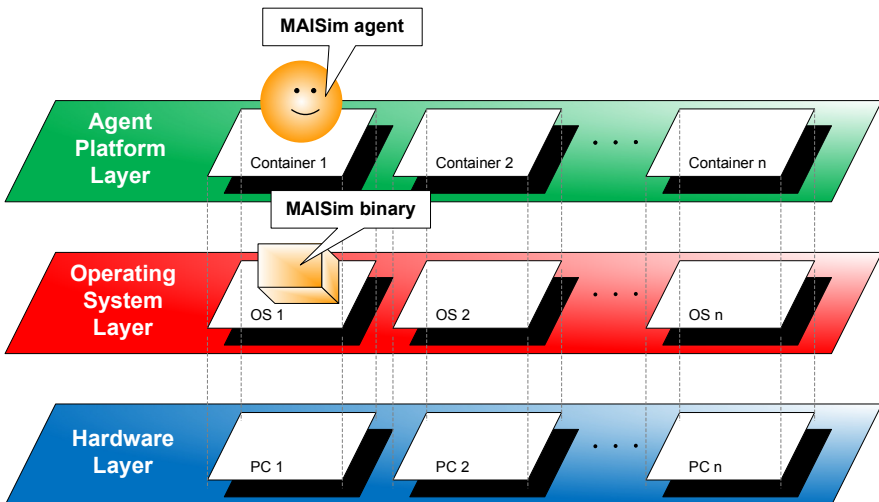 MAISim agent
Agent
Platform
Layer
Container 1
Container 2
. . .
Container n
MAISim binary
Operating
System
Layer
OS 1
OS 2
. . .
OS n
Hardware
Layer
PC 1
PC 2
. . .
PC n